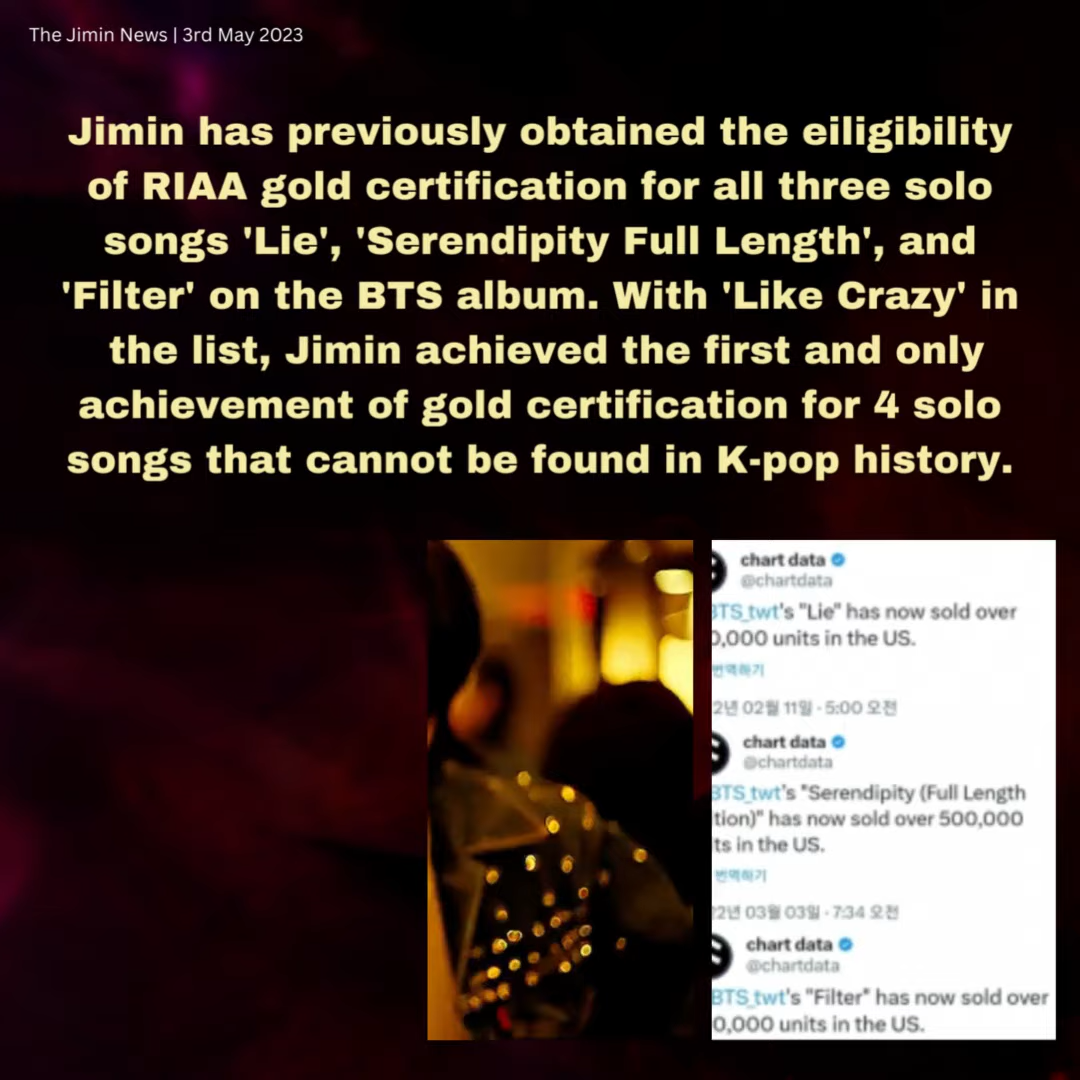 The Jimin News | 3rd May 2023
Jimin has previously obtained the eiligibility
of RIAA gold certification for all three solo
songs 'Lie', 'Serendipity Full Length', and
'Filter' on the BTS album. With 'Like Crazy' in
the list, Jimin achieved the first and only
achievement of gold certification for 4 solo
songs that cannot be found in K-pop history.
chart data
@chartdata
BTS_twt's "Lie" has now sold over
0,000 units in the US.
번역하기
2년 02월 11일 · 5:00 오전
chart data
@chartdata
BTS_twt's "Serendipity (Full Length
tion)" has now sold over 500,000
ts in the US.
번역하기
22년 03월 03일 · 7:34 오전
chart data
@chartdata
BTS_twt's "Filter" has now sold over
0,000 units in the US.